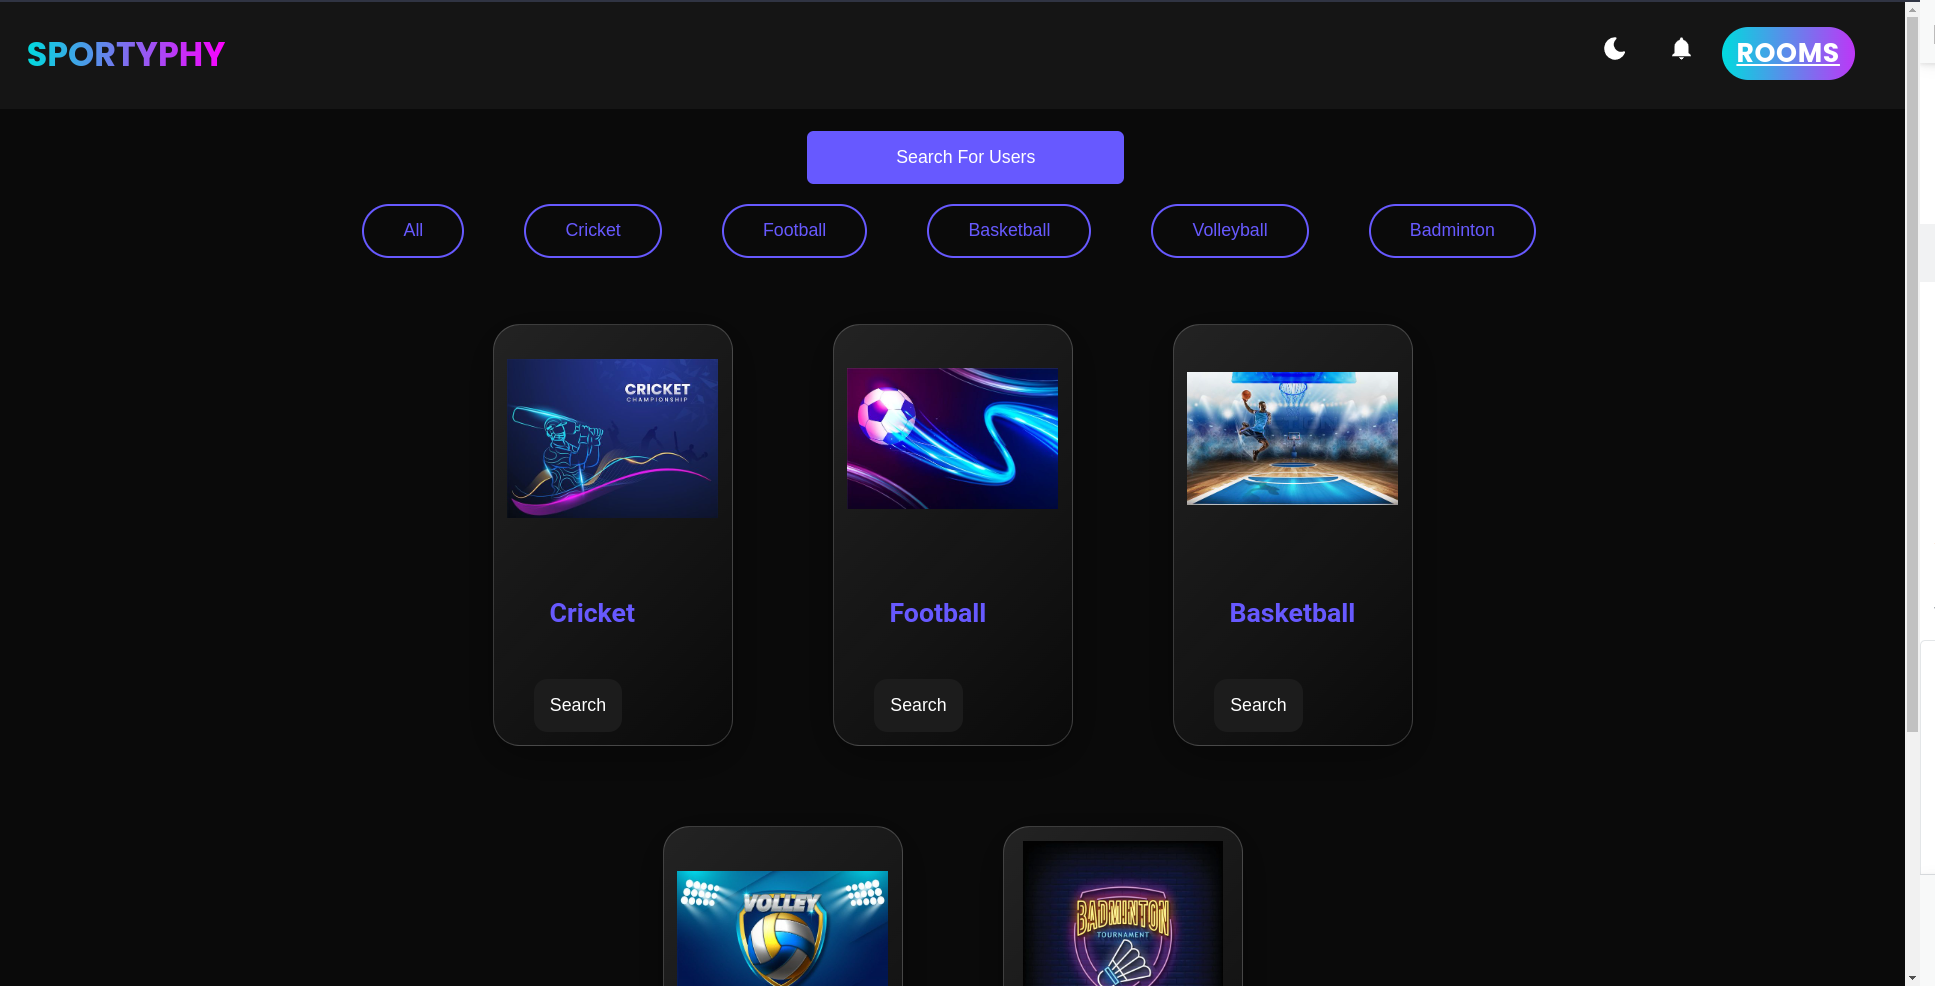 SPORTYPHY
ROOMS
Search For Users
All
Cricket
Football
Basketball
Volleyball
Badminton
CRICKET
CHAMPIONSHIP
Cricket
Football
Basketball
Search
Search
Search
VOLLEY
BADMINTON
TOURNAMENT